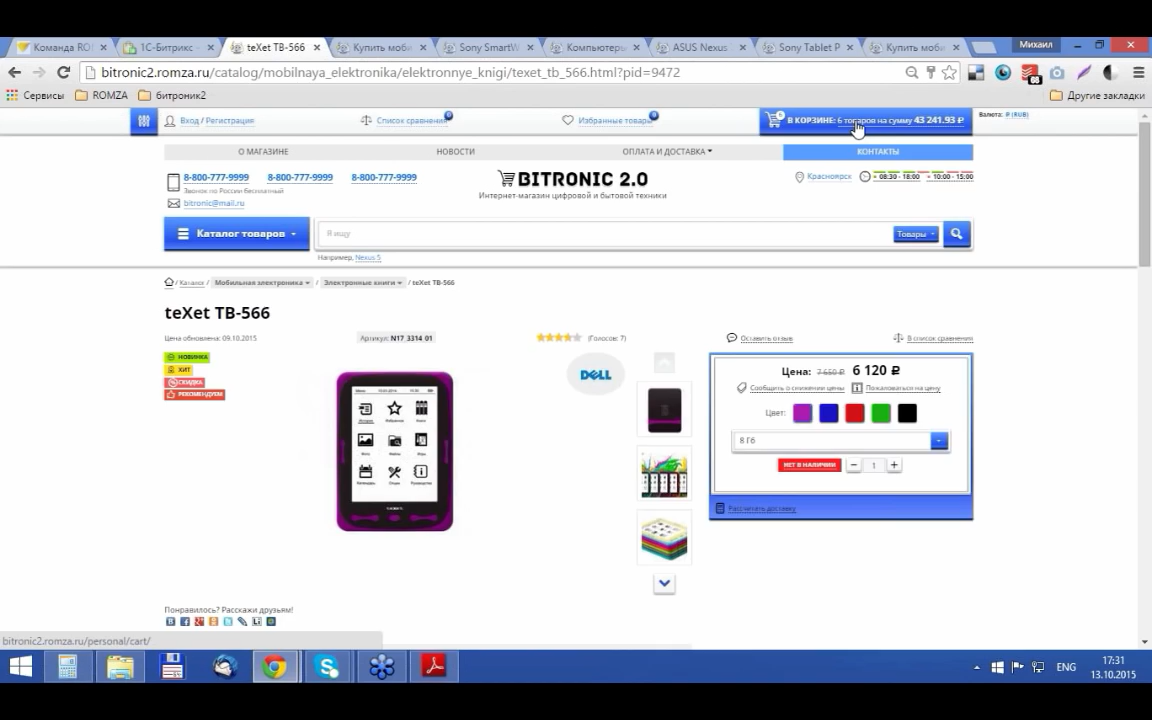 Команда RO
1С-Битрикс -
teXet TB-566
Купить моби
Sony SmartW
Компьютеры
ASUS Nexus
Sony Tablet P
Купить моби
Михаил
bitronic2.romza.ru/catalog/mobilnaya_elektronika/elektronnye_knigi/texet_tb_566.html?pid=9472
Сервисы
ROMZA
битроник2
Другие закладки
Вход / Регистрация
Список сравнения
Избранные товары
В КОРЗИНЕ: 6 товаров на сумму 43 241.93 ₽
Валюта: ₽ (RUB)
О МАГАЗИНЕ
НОВОСТИ
ОПЛАТА И ДОСТАВКА
КОНТАКТЫ
8-800-777-9999 8-800-777-9999 8-800-777-9999
Звонок по России бесплатный
bitronic@mail.ru
BITRONIC 2.0
Интернет-магазин цифровой и бытовой техники
Красноярск
08:30 - 18:00
10:00 - 15:00
Каталог товаров
Я ищу
Товары
Например, Nexus 5
/ Каталог / Мобильная электроника / Электронные книги / teXet TB-566
teXet TB-566
Цена обновлена: 09.10.2015
Артикул: N17_3314_01
(Голосов: 7)
Оставить отзыв
В список сравнения
НОВИНКА
ХИТ
СКИДКА
РЕКОМЕНДУЕМ
DELL
Цена: 7 650 ₽ 6 120 ₽
Сообщить о снижении цены
Пожаловаться на цену
Цвет:
8 Гб
НЕТ В НАЛИЧИИ
1
Рассчитать доставку
Понравилось? Расскажи друзьям!
bitronic2.romza.ru/personal/cart/
ENG
17:31
13.10.2015